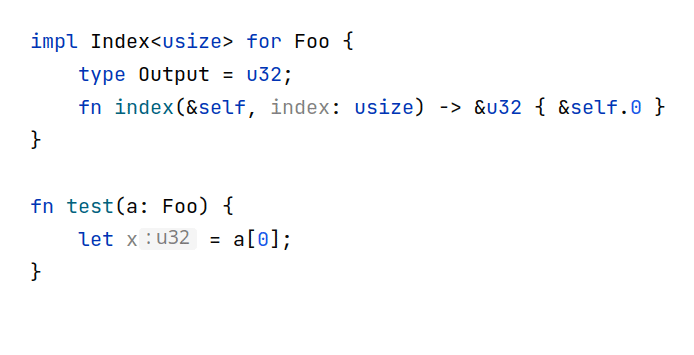 impl Index<usize> for Foo {
    type Output = u32;
    fn index(&self, index: usize) -> &u32 { &self.0 }
}

fn test(a: Foo) {
    let x: u32 = a[0];
}